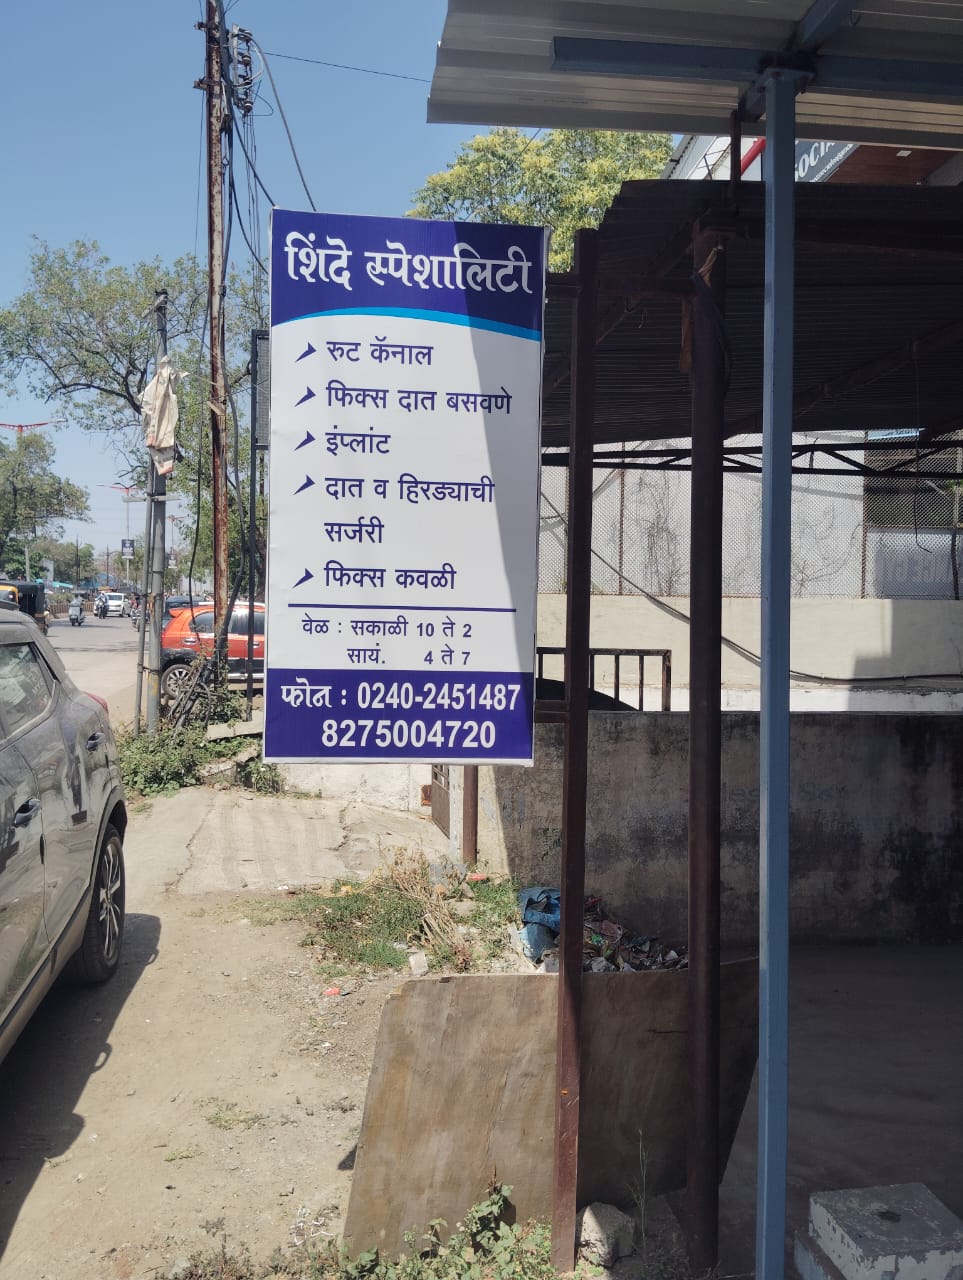 शिंदे स्पेशालिटी
रुट कॅनाल
फिक्स दात बसवणे
इंप्लांट
दात व हिरड्याची
सर्जरी
फिक्स कवळी
वेळ : सकाळी 10 ते 2
सायं. 4 ते 7
फोन : 0240-2451487
8275004720